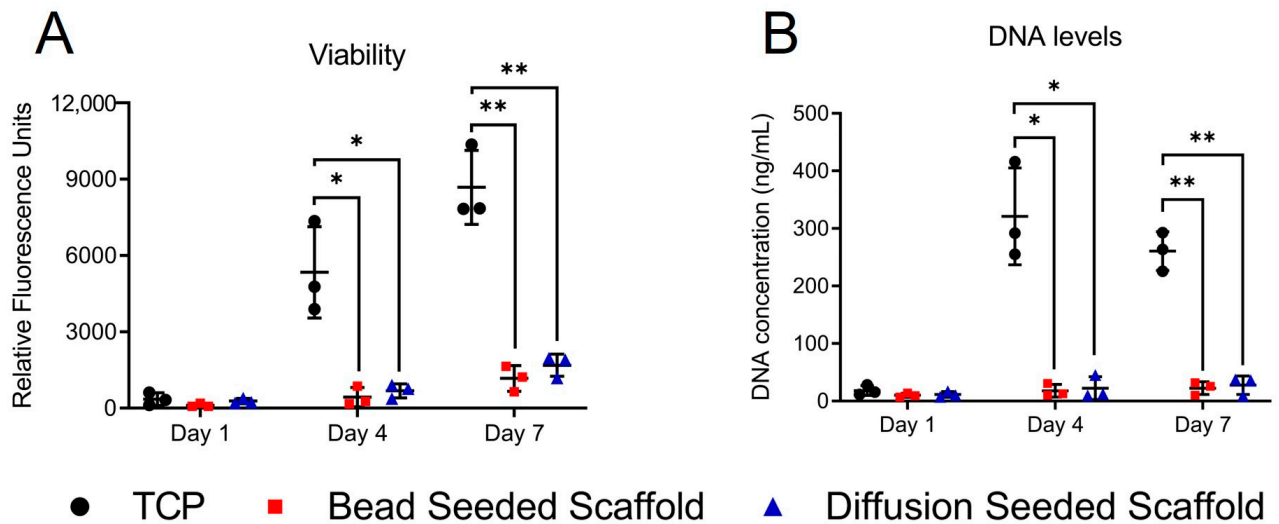 A
Viability
Relative Fluorescence Units
12,000
9000
6000
3000
0
Day 1
Day 4
Day 7
*
*
**
**
B
DNA levels
DNA concentration (ng/mL)
500
400
300
200
100
0
Day 1
Day 4
Day 7
*
*
**
**
TCP
Bead Seeded Scaffold
Diffusion Seeded Scaffold